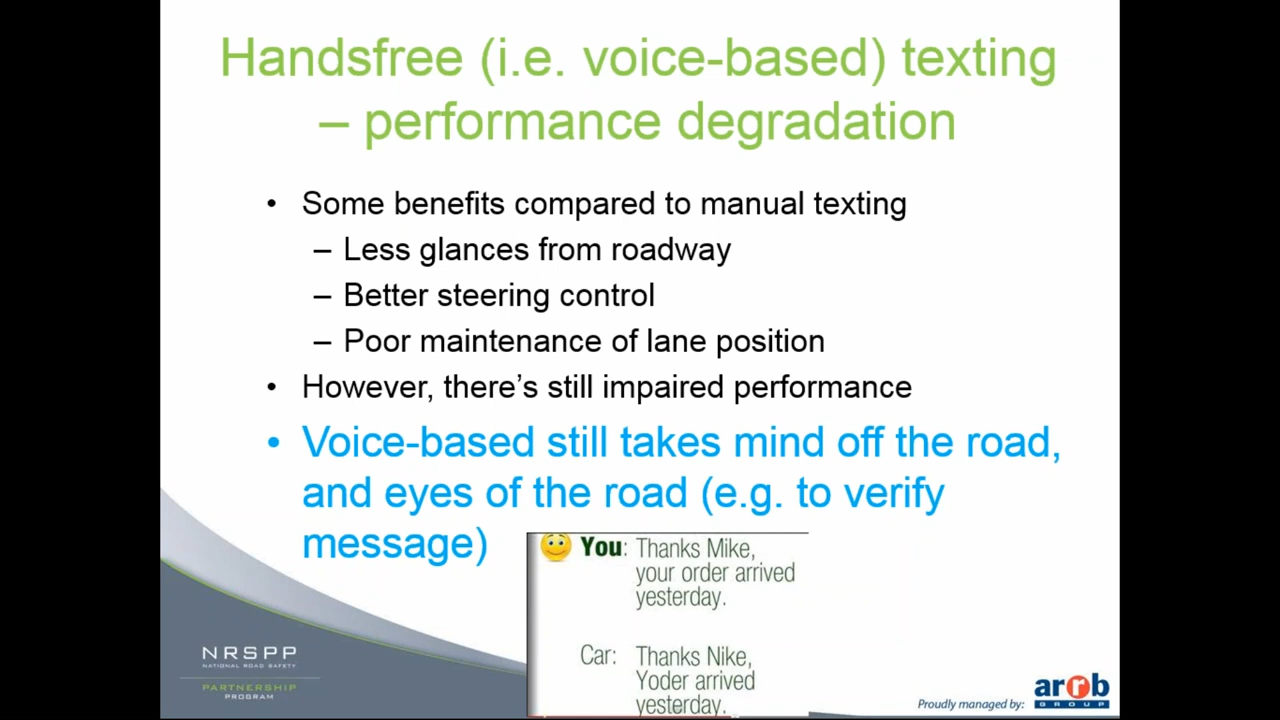 Handsfree (i.e. voice-based) texting
– performance degradation
• Some benefits compared to manual texting
– Less glances from roadway
– Better steering control
– Poor maintenance of lane position
• However, there's still impaired performance
• Voice-based still takes mind off the road,
and eyes of the road (e.g. to verify
message)
You: Thanks Mike,
your order arrived
yesterday.
Car: Thanks Nike,
Yoder arrived
yesterday.
NRSPP
NATIONAL ROAD SAFETY
PARTNERSHIP
PROGRAM
Proudly managed by:
arrb
GROUP